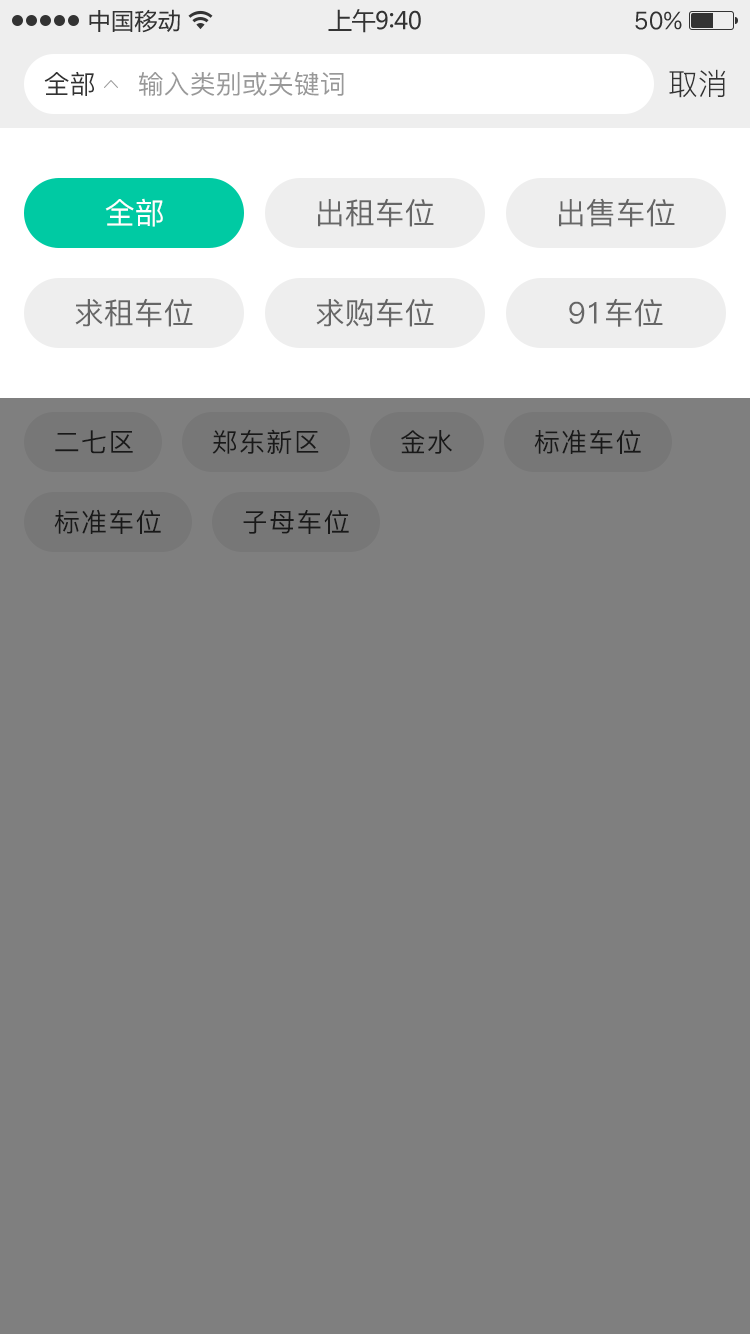 中国移动 上午9:40 50%
全部 输入类别或关键词 取消
全部 出租车位 出售车位
求租车位 求购车位 91车位
二七区 郑东新区 金水 标准车位
标准车位 子母车位